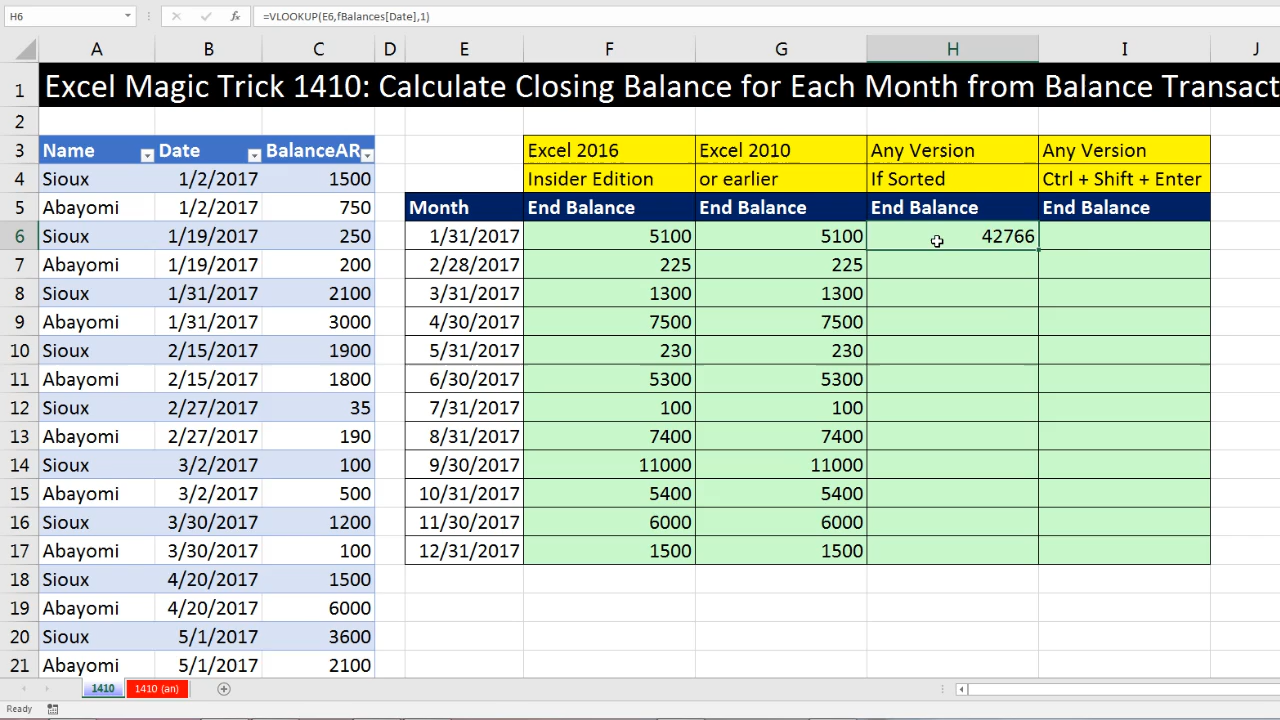 H6 fx =VLOOKUP(E6,fBalances[Date],1)
A B C D E F G H I J
1 Excel Magic Trick 1410: Calculate Closing Balance for Each Month from Balance Transact
2
3 Name Date BalanceAR Excel 2016 Excel 2010 Any Version Any Version
4 Sioux 1/2/2017 1500 Insider Edition or earlier If Sorted Ctrl + Shift + Enter
5 Abayomi 1/2/2017 750 Month End Balance End Balance End Balance End Balance
6 Sioux 1/19/2017 250 1/31/2017 5100 5100 42766
7 Abayomi 1/19/2017 200 2/28/2017 225 225
8 Sioux 1/31/2017 2100 3/31/2017 1300 1300
9 Abayomi 1/31/2017 3000 4/30/2017 7500 7500
10 Sioux 2/15/2017 1900 5/31/2017 230 230
11 Abayomi 2/15/2017 1800 6/30/2017 5300 5300
12 Sioux 2/27/2017 35 7/31/2017 100 100
13 Abayomi 2/27/2017 190 8/31/2017 7400 7400
14 Sioux 3/2/2017 100 9/30/2017 11000 11000
15 Abayomi 3/2/2017 500 10/31/2017 5400 5400
16 Sioux 3/30/2017 1200 11/30/2017 6000 6000
17 Abayomi 3/30/2017 100 12/31/2017 1500 1500
18 Sioux 4/20/2017 1500
19 Abayomi 4/20/2017 6000
20 Sioux 5/1/2017 3600
21 Abayomi 5/1/2017 2100
1410 1410 (an)
Ready